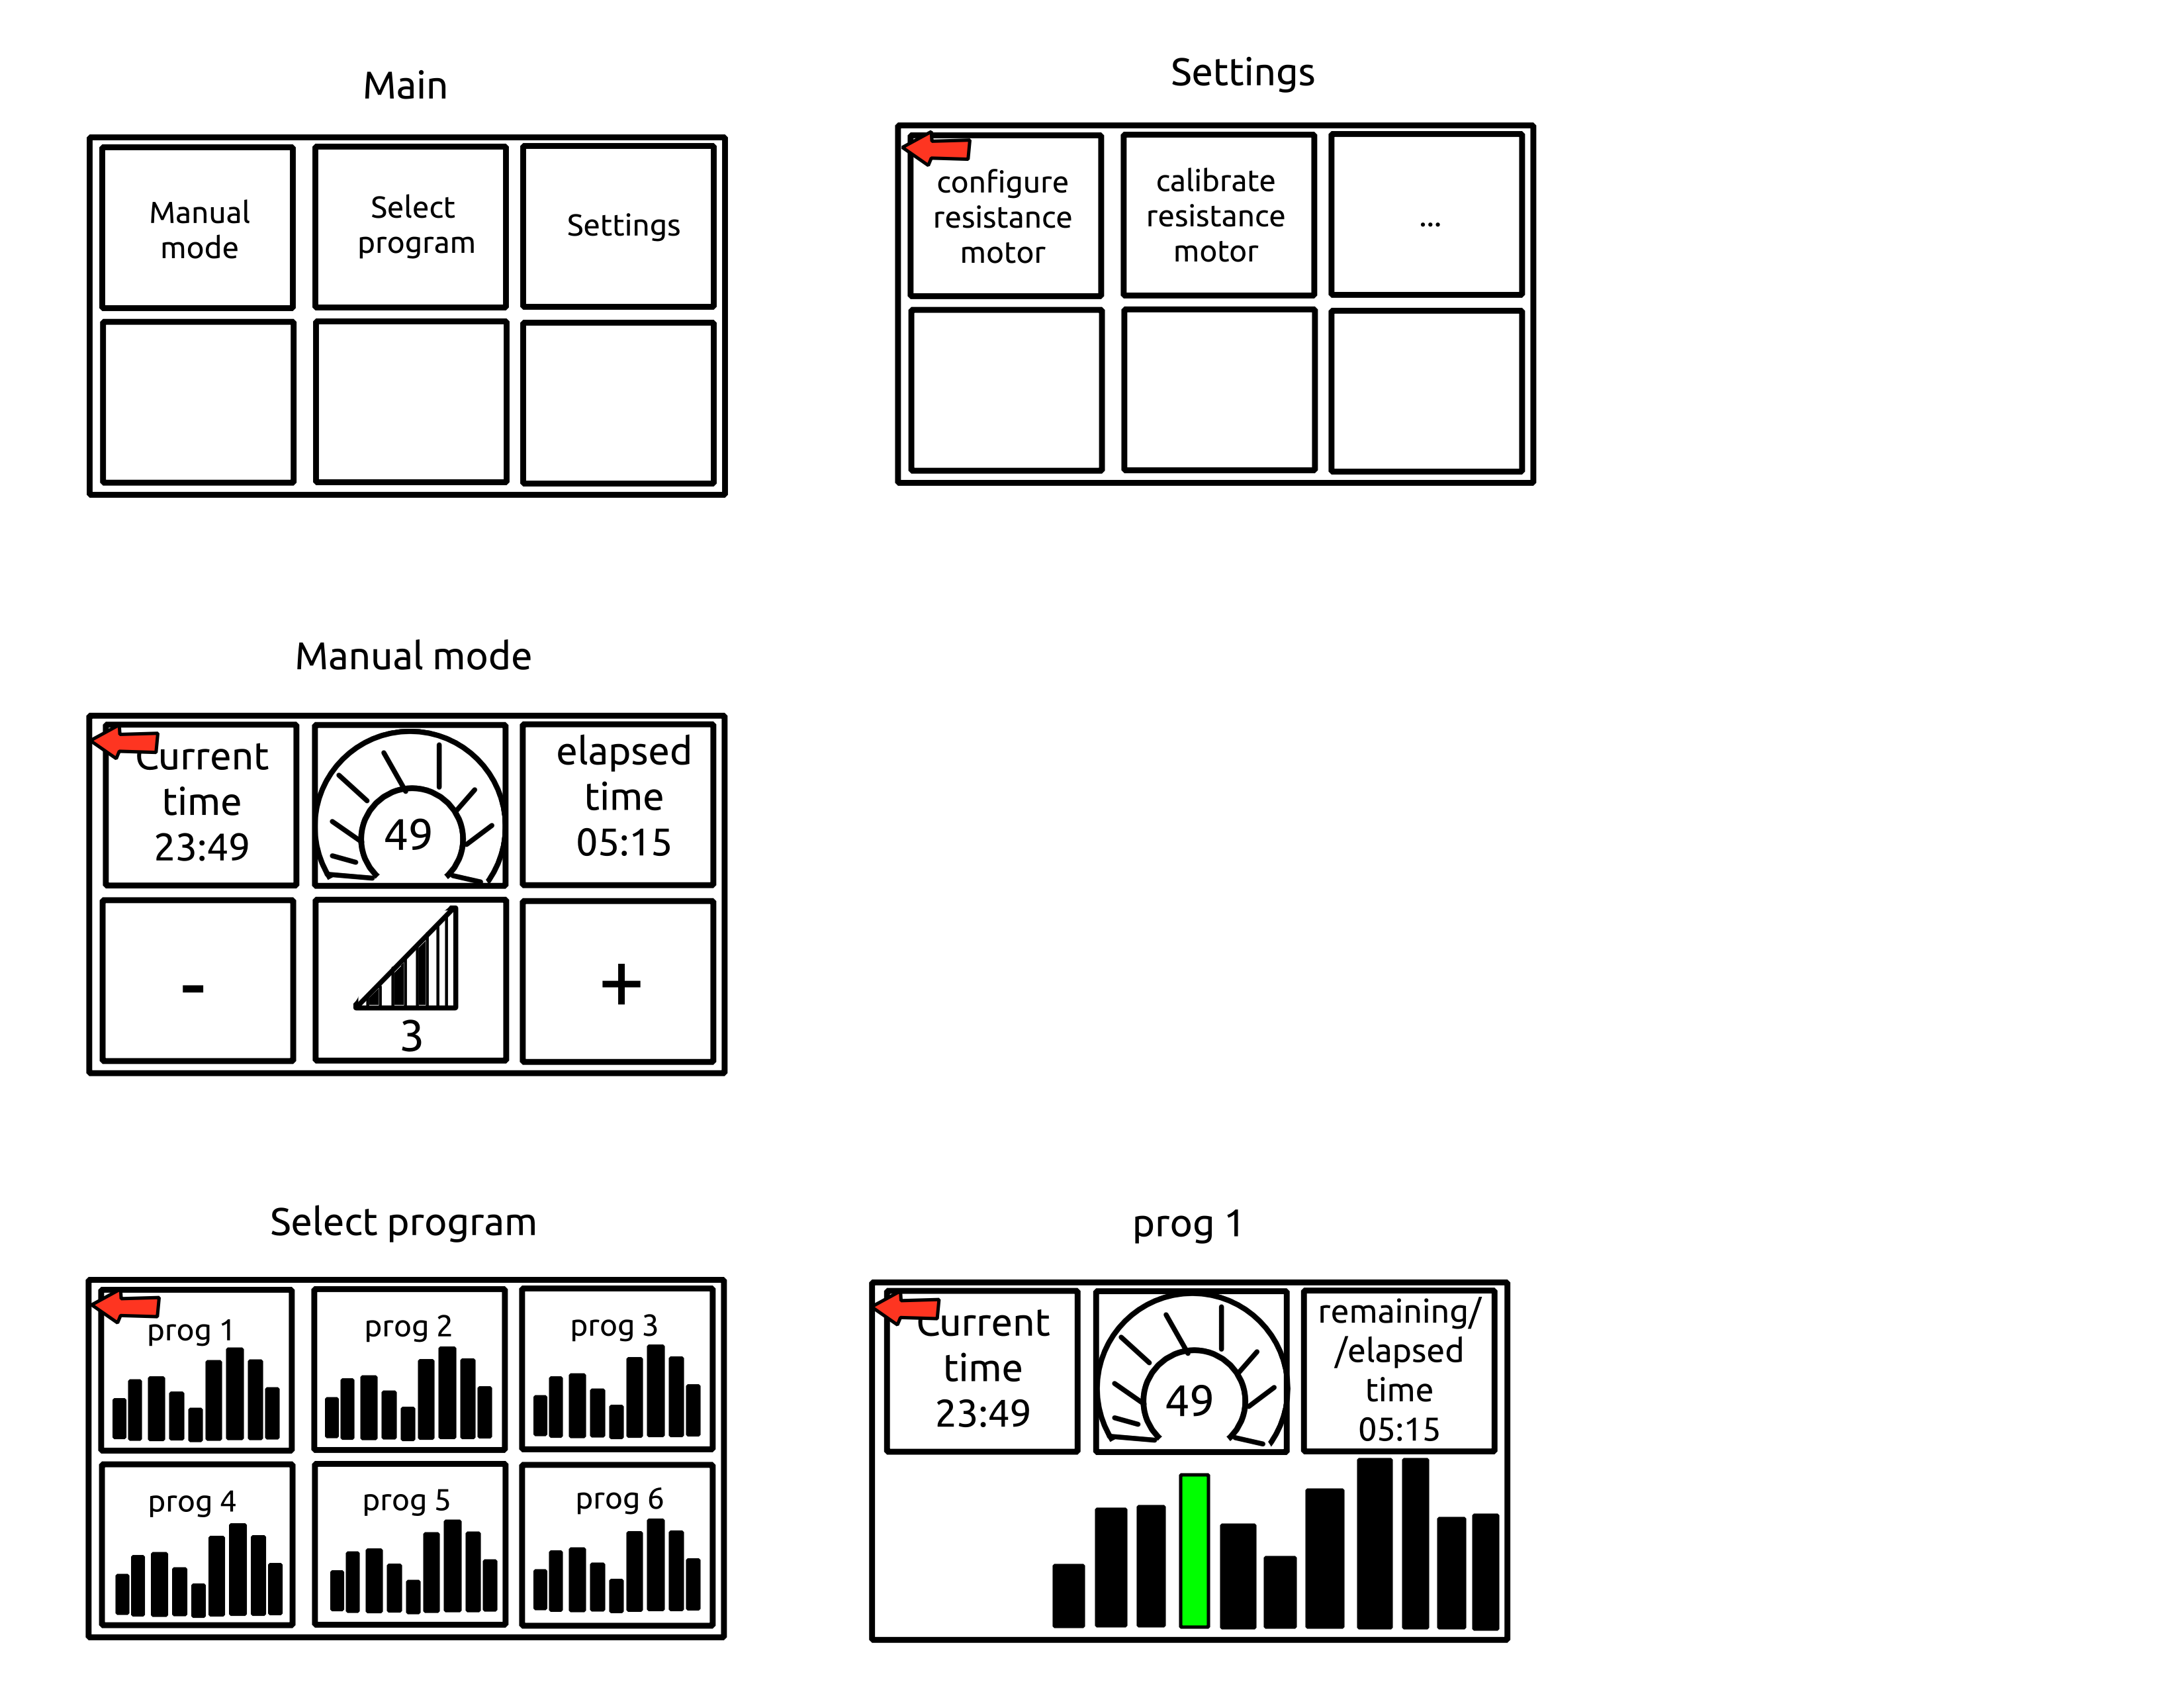 Main
Manual
mode
Select
program
Settings
Settings
configure
resistance
motor
calibrate
resistance
motor
...
Manual mode
Current
time
23:49
49
elapsed
time
05:15
-
3
+
Select program
prog 1
prog 2
prog 3
prog 4
prog 5
prog 6
prog 1
Current
time
23:49
49
remaining/
/elapsed
time
05:15